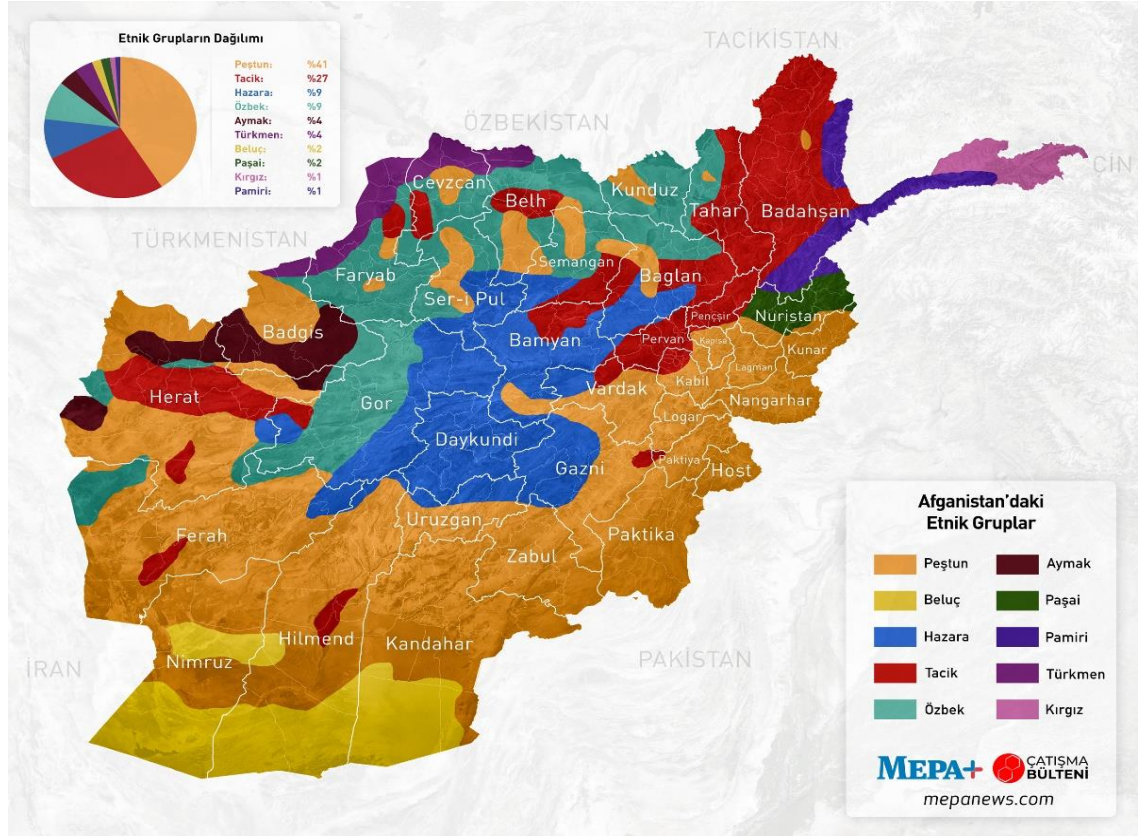 Etnik Grupların Dağılımı
Peştun: %41
Tacik: %27
Hazara: %9
Özbek: %9
Aymak: %4
Türkmen: %4
Beluç: %2
Paşai: %2
Kırgız: %1
Pamiri: %1
TACİKİSTAN
ÖZBEKİSTAN
ÇİN
TÜRKMENİSTAN
Cevzcan
Belh
Kunduz
Tahar
Badahşan
Faryab
Semangan
Baglan
Ser-i Pul
Badgis
Bamyan
Pençşir
Nuristan
Pervan
Kapisa
Kunar
Lagman
Herat
Gor
Vardak
Kabil
Nangarhar
Logar
Daykundi
Gazni
Paktiya
Host
Uruzgan
Ferah
Zabul
Paktika
Hilmend
Kandahar
Nimruz
İRAN
PAKİSTAN
Afganistan'daki
Etnik Gruplar
Peştun
Aymak
Beluç
Paşai
Hazara
Pamiri
Tacik
Türkmen
Özbek
Kırgız
MEPA+
ÇATIŞMA
BÜLTENİ
mepanews.com